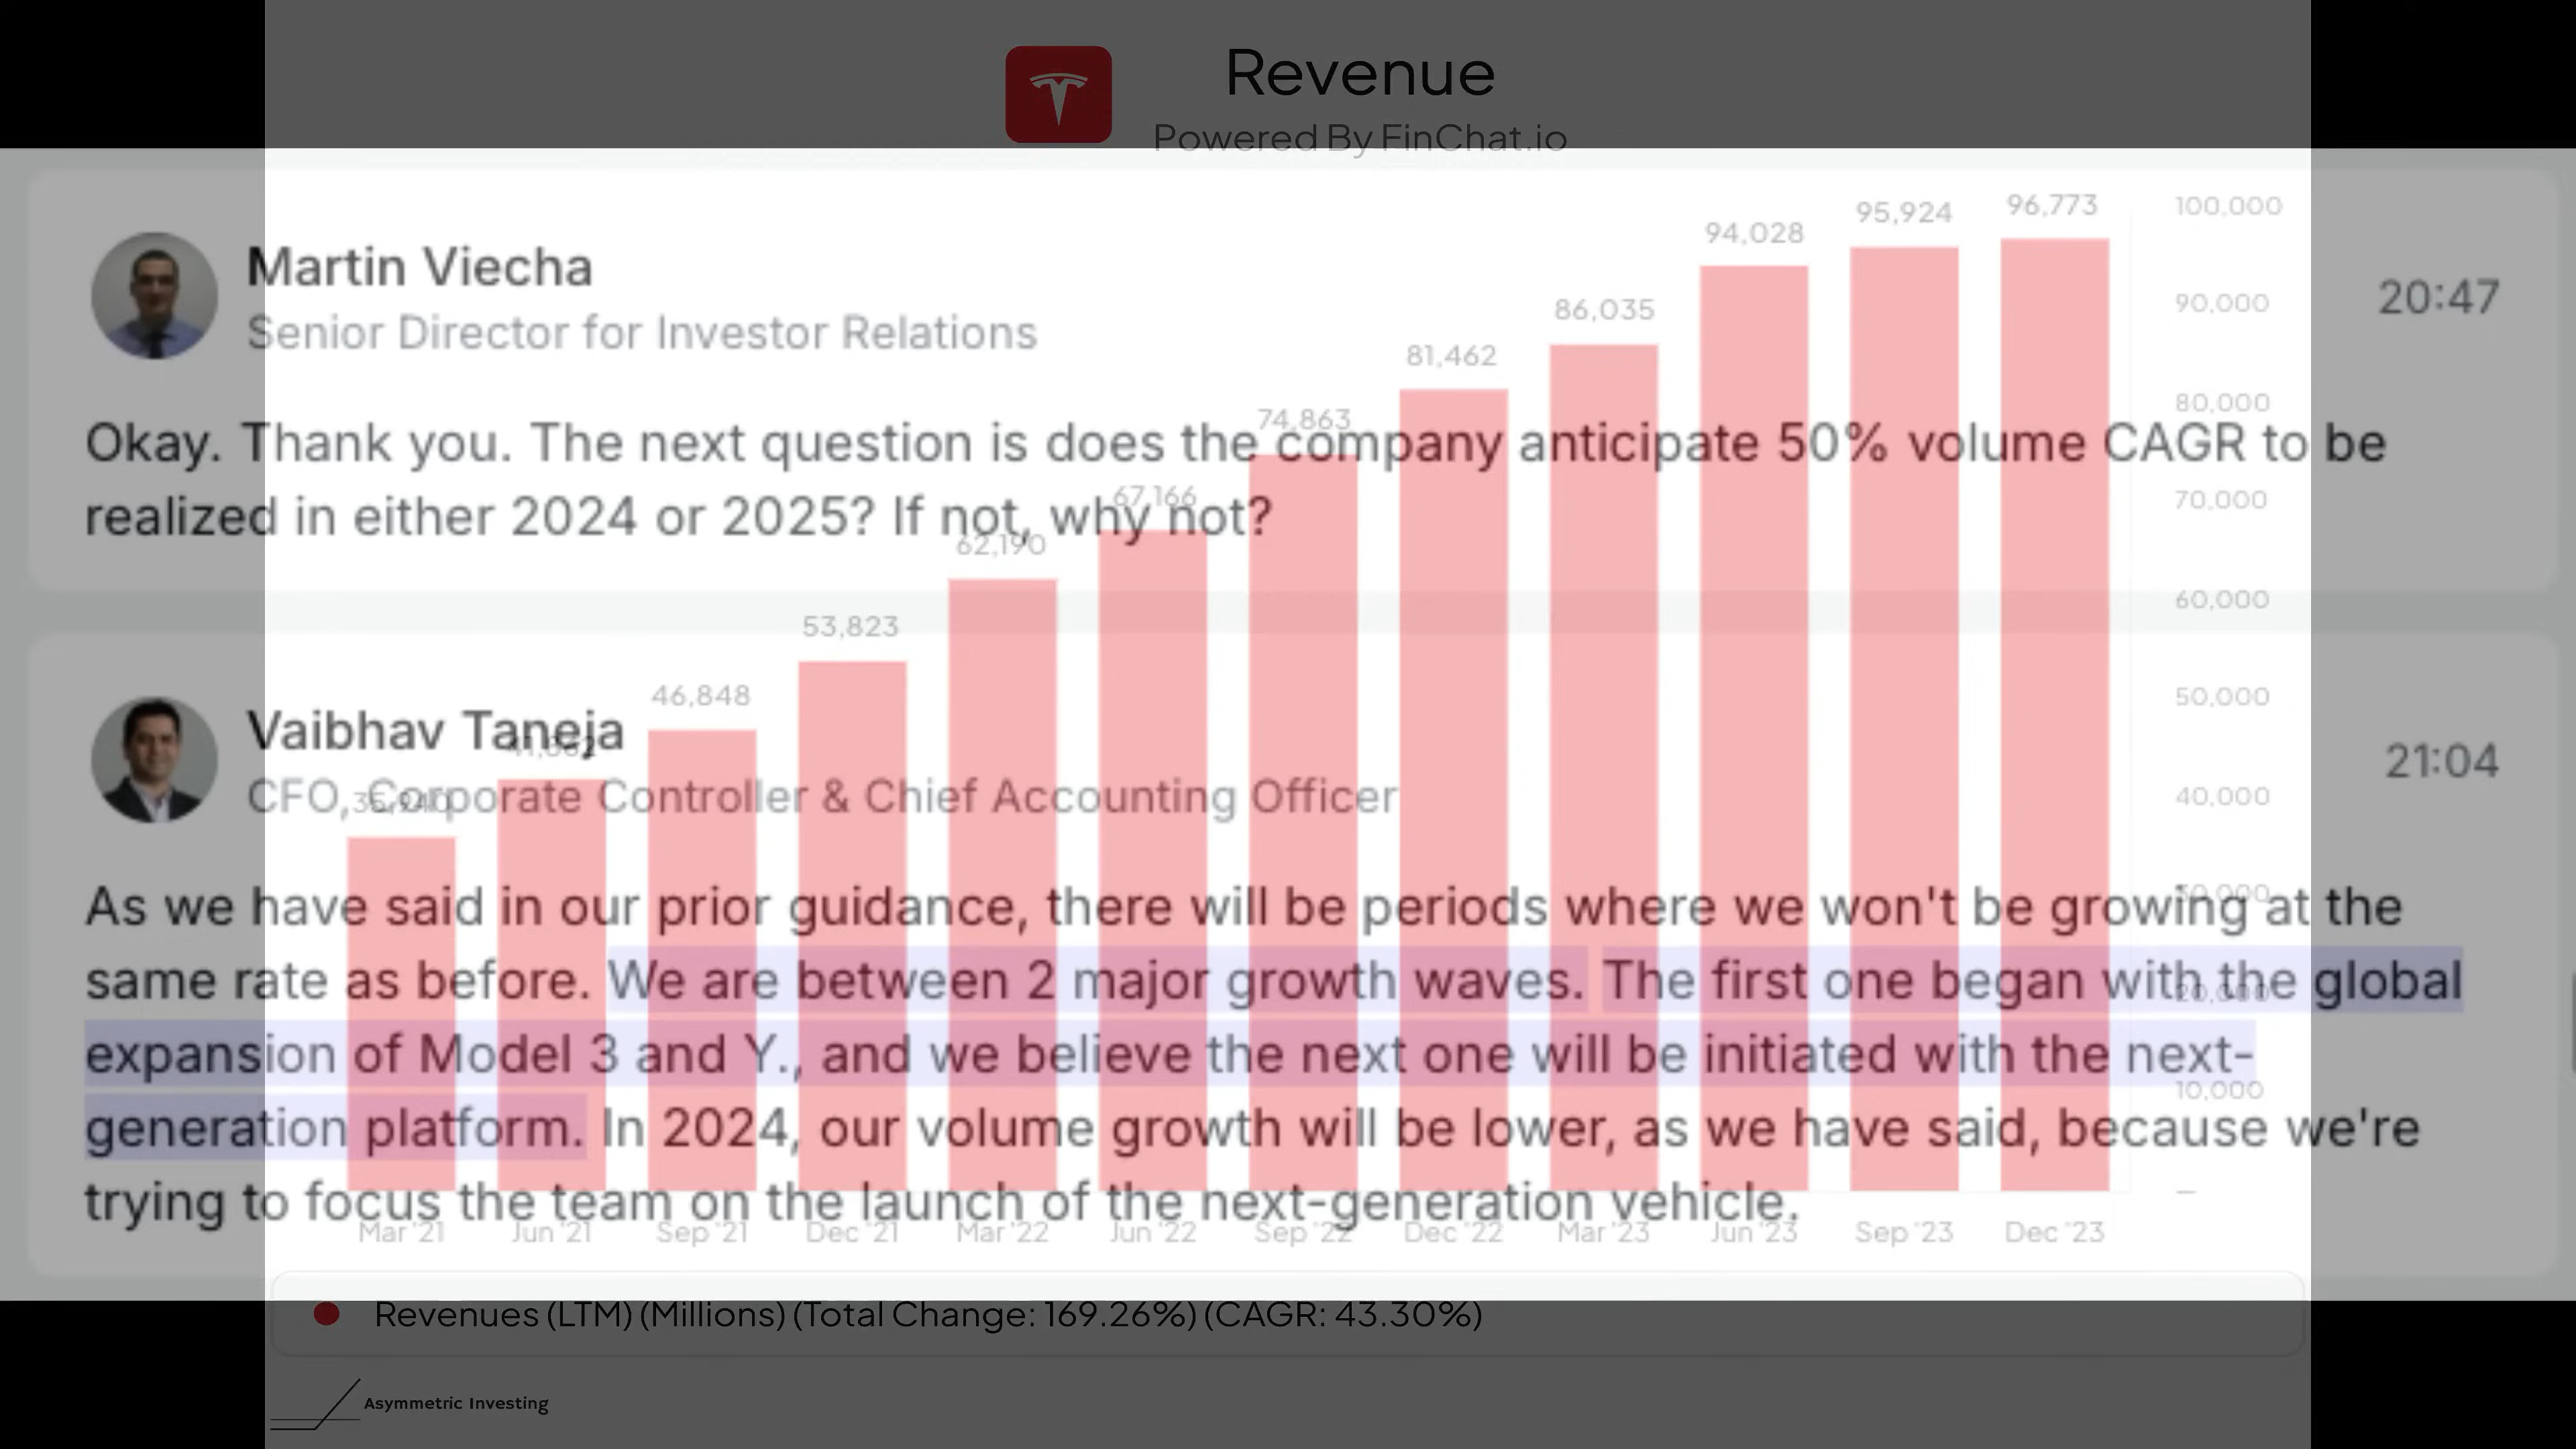 Revenue
Powered By FinChat.io
Martin Viecha
Senior Director for Investor Relations
20:47
Okay. Thank you. The next question is does the company anticipate 50% volume CAGR to be
realized in either 2024 or 2025? If not, why not?
Vaibhav Taneja
CFO, Corporate Controller & Chief Accounting Officer
21:04
As we have said in our prior guidance, there will be periods where we won't be growing at the
same rate as before. We are between 2 major growth waves. The first one began with the global
expansion of Model 3 and Y., and we believe the next one will be initiated with the next-
generation platform. In 2024, our volume growth will be lower, as we have said, because we're
trying to focus the team on the launch of the next-generation vehicle.
46,848
53,823
62,190
67,166
74,863
81,462
86,035
94,028
95,924
96,773
100,000
90,000
80,000
70,000
60,000
50,000
40,000
20,000
10,000
Mar '21
Jun '21
Sep '21
Dec '21
Mar '22
Jun '22
Sep '22
Dec '22
Mar '23
Jun '23
Sep '23
Dec '23
Revenues (LTM) (Millions) (Total Change: 169.26%) (CAGR: 43.30%)
Asymmetric Investing